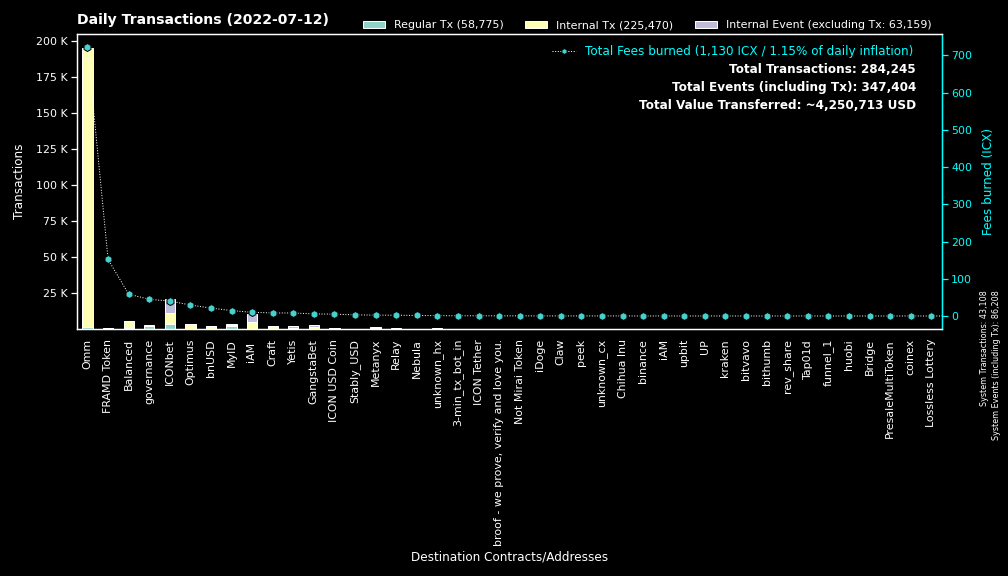 Daily Transactions (2022-07-12)
Regular Tx (58,775)
Internal Tx (225,470)
Internal Event (excluding Tx: 63,159)
Total Fees burned (1,130 ICX / 1.15% of daily inflation)
Total Transactions: 284,245
Total Events (including Tx): 347,404
Total Value Transferred: ~4,250,713 USD
Transactions
200 K
175 K
150 K
125 K
100 K
75 K
50 K
25 K
Fees burned (ICX)
700
600
500
400
300
200
100
0
System Transactions: 43,108
System Events (including Tx): 86,208
Omm
FRAMD Token
Balanced
governance
ICONbet
Optimus
bnUSD
MyID
iAM
Craft
Yetis
GangstaBet
ICON USD Coin
Stably_USD
Metanyx
Relay
Nebula
unknown_hx
3-min_tx_bot_in
ICON Tether
broof - we prove, verify and love you.
Not Mirai Token
iDoge
Claw
peek
unknown_cx
Chihua Inu
binance
iAM
upbit
UP
kraken
bitvavo
bithumb
rev_share
Tap01d
funnel_1
huobi
Bridge
PresaleMultiToken
coinex
Lossless Lottery
Destination Contracts/Addresses